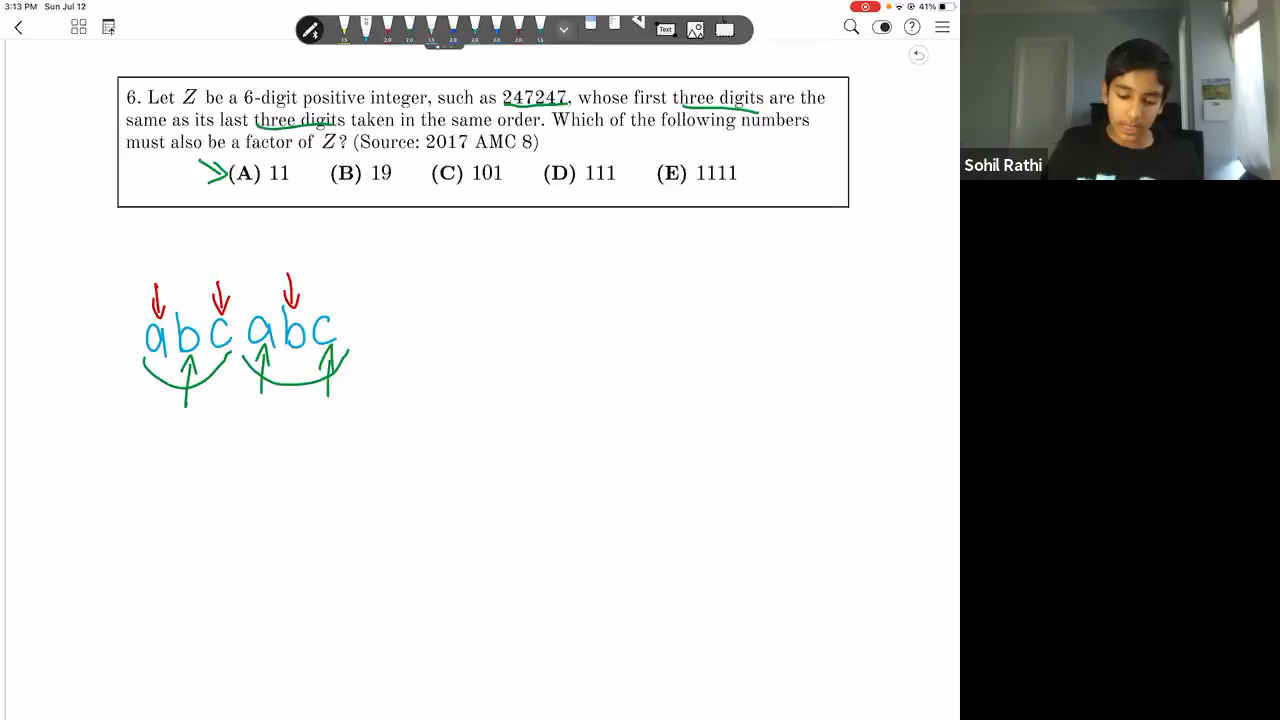 3:13 PM Sun Jul 12
41%
Text
6. Let Z be a 6-digit positive integer, such as 247247, whose first three digits are the
same as its last three digits taken in the same order. Which of the following numbers
must also be a factor of Z? (Source: 2017 AMC 8)
(A) 11 (B) 19 (C) 101 (D) 111 (E) 1111
Sohil Rathi
abcabc